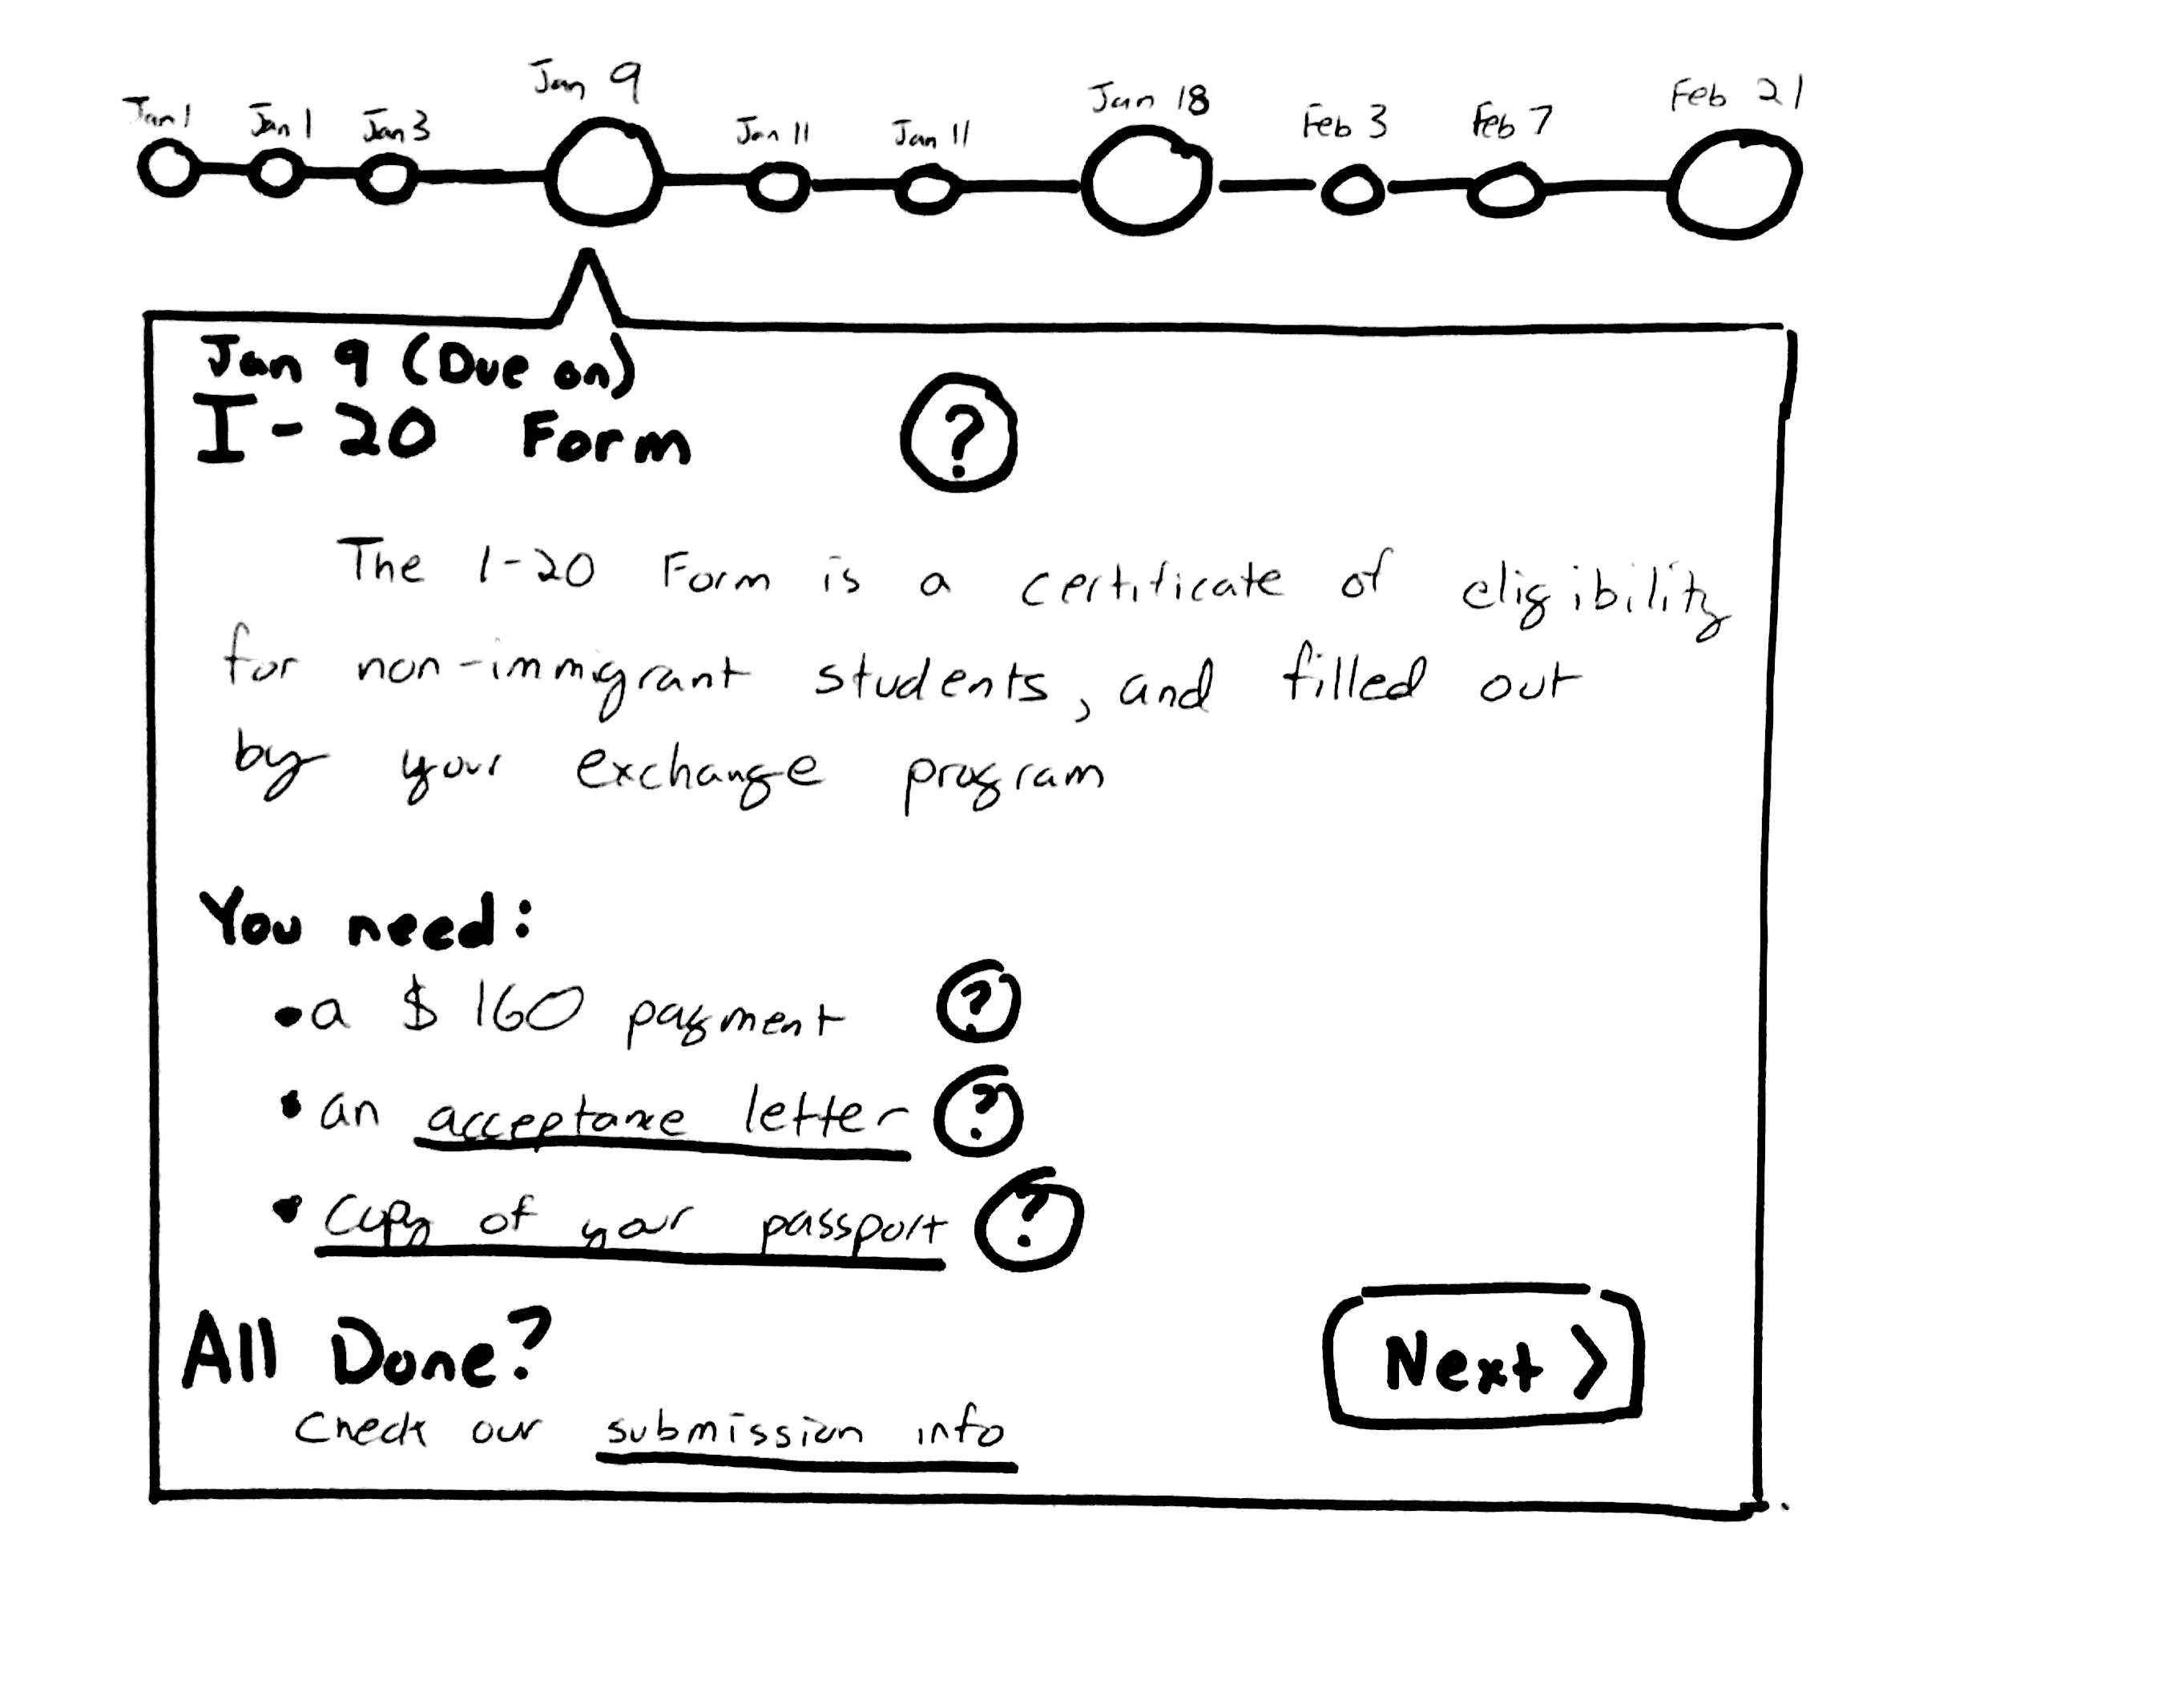 Jan 1 Jan 1 Jan 3 Jan 9 Jan 11 Jan 11 Jan 18 Feb 3 Feb 7 Feb 21
Jan 9 (Due on)
I-20 Form ?
The I-20 Form is a certificate of eligibility
for non-immigrant students, and filled out
by your exchange program
You need:
• a $160 payment ?
• an acceptance letter ?
• copy of your passport ?
All Done?
Next >
Check our submission info